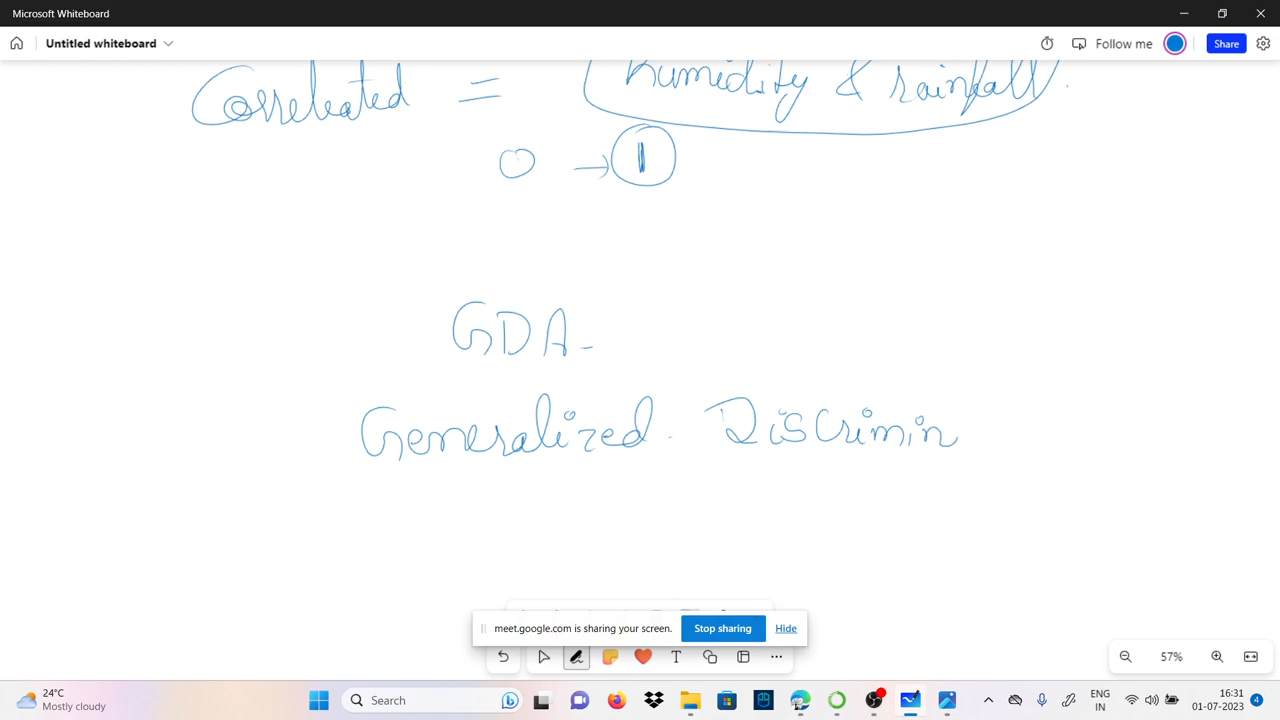 Microsoft Whiteboard
Untitled whiteboard
Follow me
Share
Correlated = humidity & rainfall.
0 → 1
GDA -
Generalized. Discrimin
meet.google.com is sharing your screen. Stop sharing Hide
T
57%
24°C
Mostly cloudy
Search
ENG
IN
16:31
01-07-2023
4